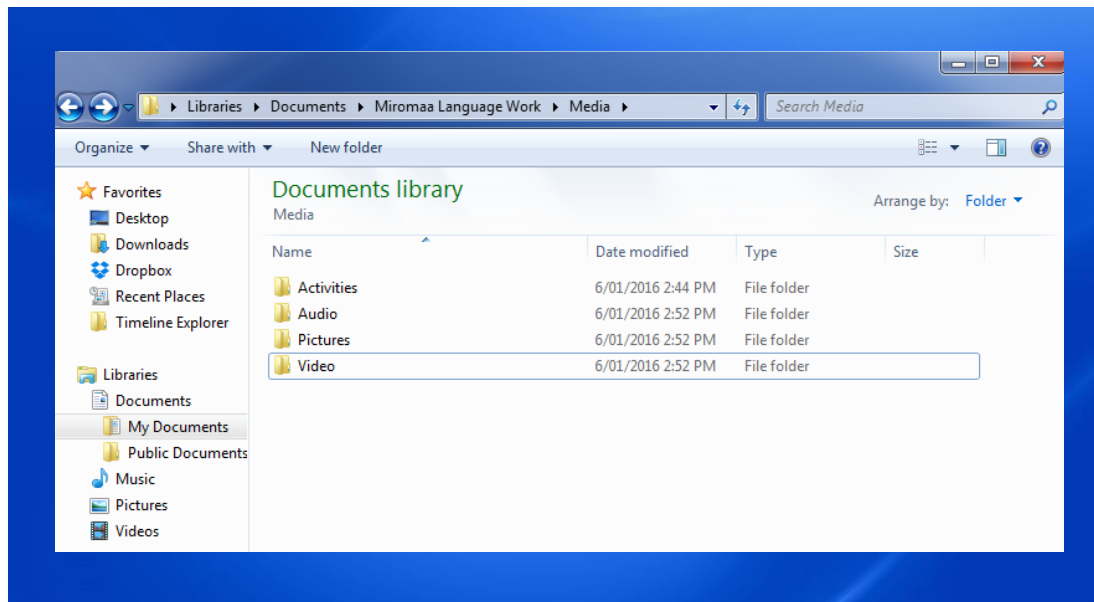 Libraries ▸ Documents ▸ Miromaa Language Work ▸ Media ▸ Search Media
Organize Share with New folder
Favorites
Desktop
Downloads
Dropbox
Recent Places
Timeline Explorer
Libraries
Documents
My Documents
Public Documents
Music
Pictures
Videos
Documents library
Media
Arrange by: Folder
Name Date modified Type Size
Activities 6/01/2016 2:44 PM File folder
Audio 6/01/2016 2:52 PM File folder
Pictures 6/01/2016 2:52 PM File folder
Video 6/01/2016 2:52 PM File folder